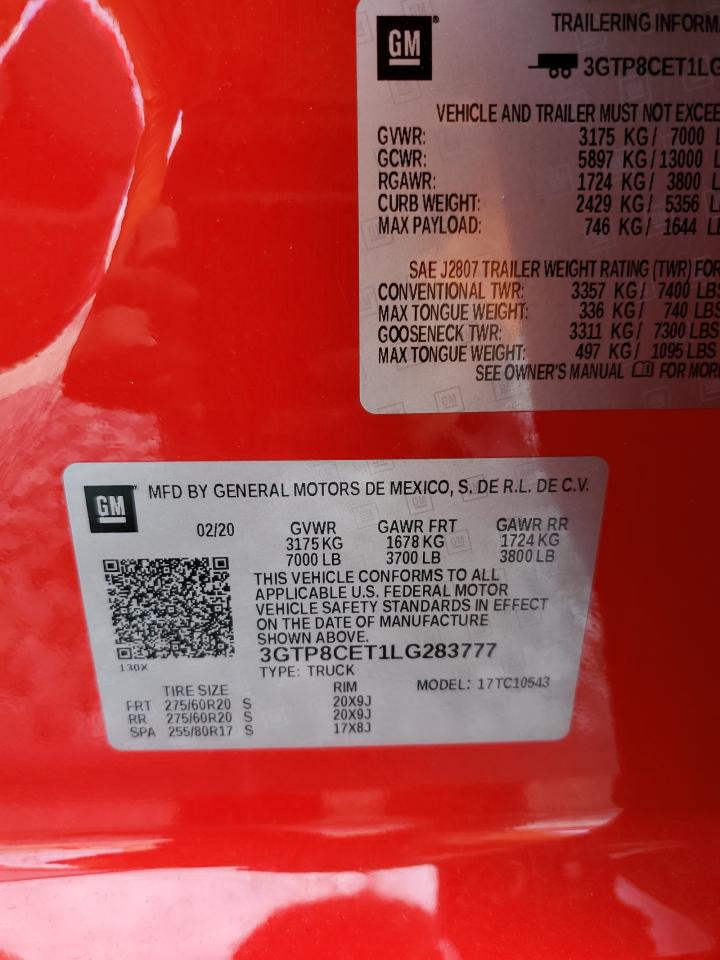 GM
TRAILERING INFORM
3GTP8CET1LG
VEHICLE AND TRAILER MUST NOT EXCEE
GVWR: 3175 KG/ 7000 L
GCWR: 5897 KG/13000 L
RGAWR: 1724 KG/ 3800 L
CURB WEIGHT: 2429 KG/ 5356 LB
MAX PAYLOAD: 746 KG/ 1644 LB
SAE J2807 TRAILER WEIGHT RATING (TWR) FOR
CONVENTIONAL TWR: 3357 KG/ 7400 LBS
MAX TONGUE WEIGHT: 336 KG/ 740 LBS
GOOSENECK TWR: 3311 KG/ 7300 LBS
MAX TONGUE WEIGHT: 497 KG/ 1095 LBS
SEE OWNER'S MANUAL FOR MOR
GM MFD BY GENERAL MOTORS DE MEXICO, S. DE R.L. DE C.V.
02/20 GVWR GAWR FRT GAWR RR
3175 KG 1678 KG 1724 KG
7000 LB 3700 LB 3800 LB
THIS VEHICLE CONFORMS TO ALL
APPLICABLE U.S. FEDERAL MOTOR
VEHICLE SAFETY STANDARDS IN EFFECT
ON THE DATE OF MANUFACTURE
SHOWN ABOVE.
3GTP8CET1LG283777
130X
TYPE: TRUCK
TIRE SIZE RIM MODEL: 17TC10543
FRT 275/60R20 S 20X9J
RR 275/60R20 S 20X9J
SPA 255/80R17 S 17X8J